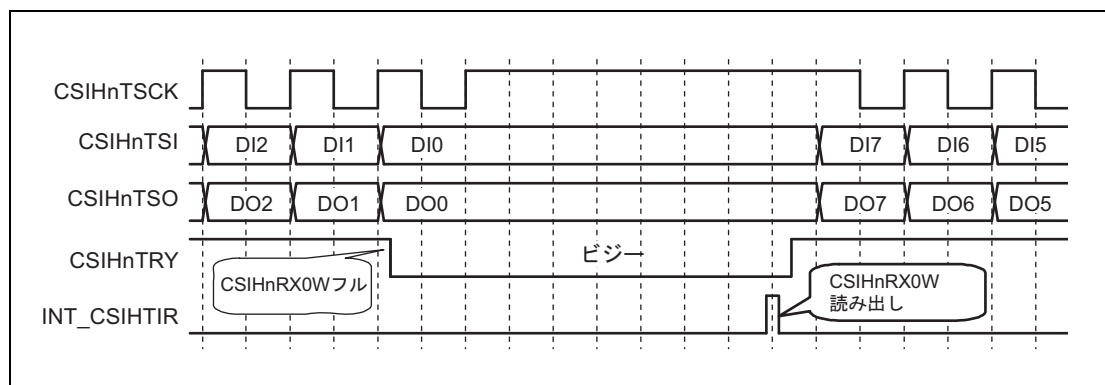 CSIHnTSCK
CSIHnTSI DI2 DI1 DI0 DI7 DI6 DI5
CSIHnTSO DO2 DO1 DO0 DO7 DO6 DO5
CSIHnTRY ビジー
CSIHnRX0Wフル
CSIHnRX0W
読み出し
INT_CSIHTIR